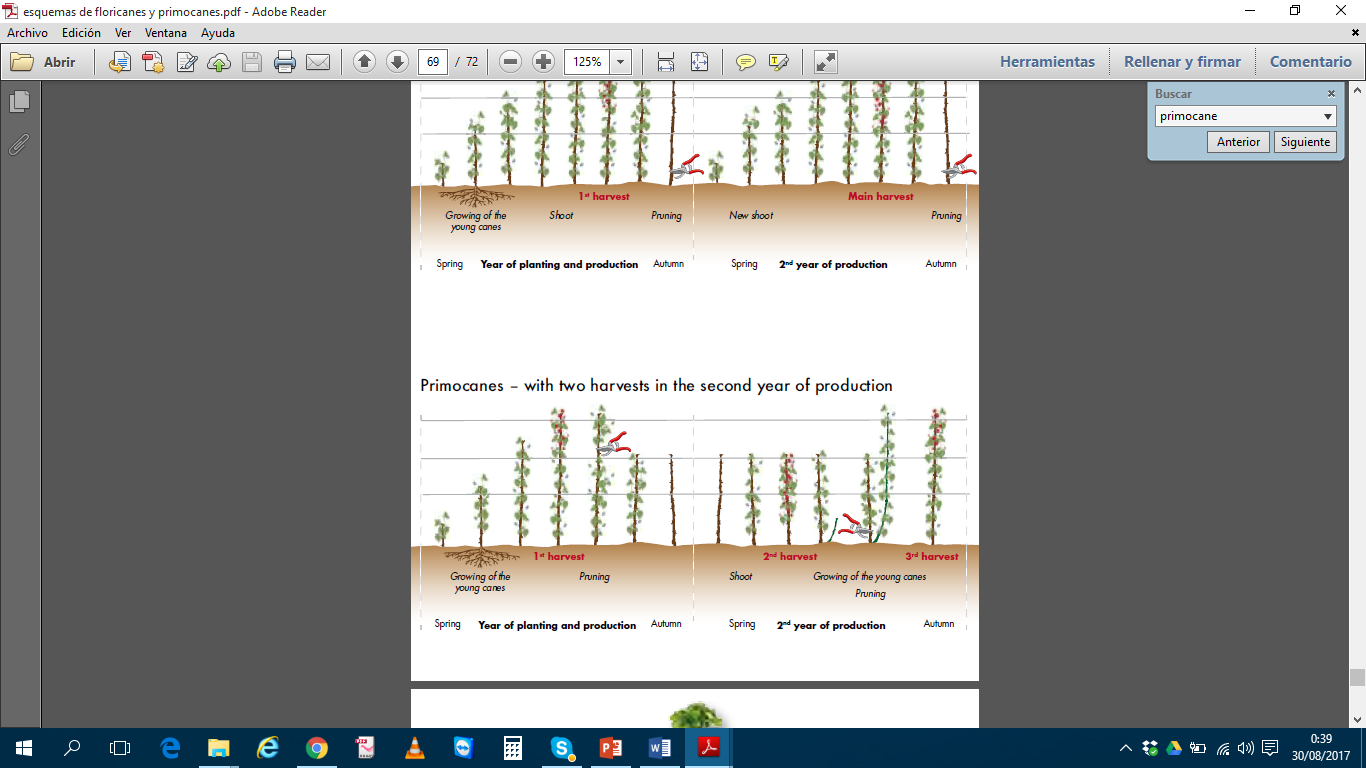 esquemas de floricanes y primocanes.pdf - Adobe Reader
Archivo Edición Ver Ventana Ayuda
Abrir 69 / 72 125% Herramientas Rellenar y firmar Comentario
Buscar
primocane
Anterior Siguiente
1st harvest Main harvest
Growing of the young canes Shoot Pruning New shoot Pruning
Spring Year of planting and production Autumn Spring 2nd year of production Autumn
Primocanes – with two harvests in the second year of production
1st harvest 2nd harvest 3rd harvest
Growing of the young canes Pruning Shoot Growing of the young canes
Pruning
Spring Year of planting and production Autumn Spring 2nd year of production Autumn
0:39
30/08/2017